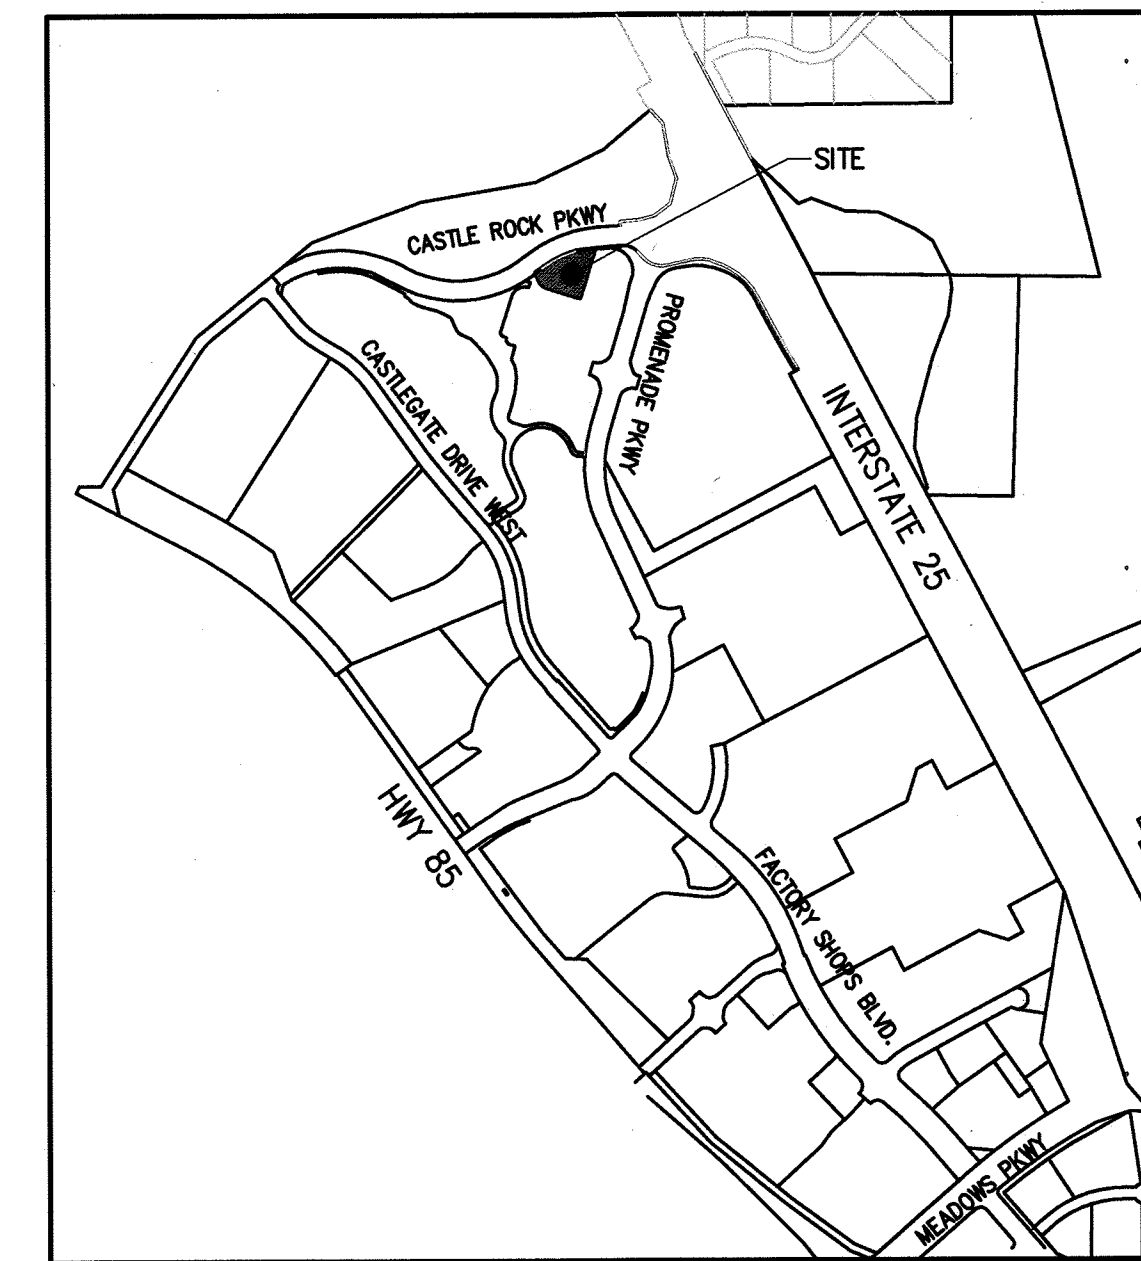 SITE
CASTLE ROCK PKWY
PROMENADE PKWY
CASTLEGATE DRIVE WEST
INTERSTATE 25
HWY 85
FACTORY SHOPS BLVD.
MEADOWS PKWY